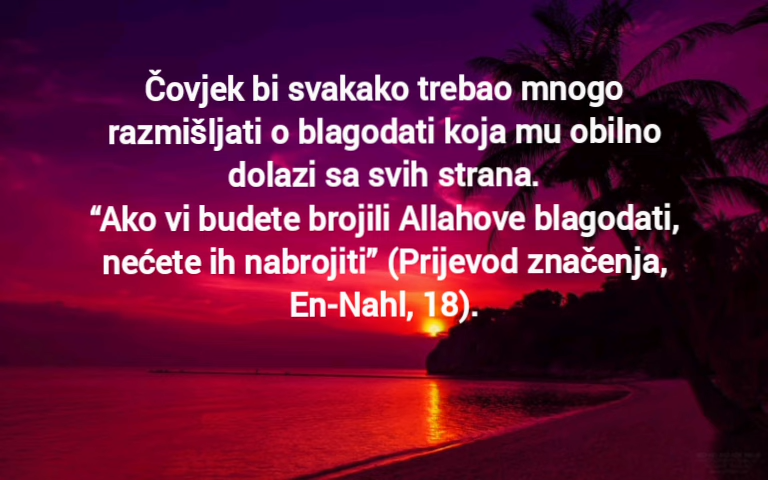 Čovjek bi svakako trebao mnogo
razmišljati o blagodati koja mu obilno
dolazi sa svih strana.
“Ako vi budete brojili Allahove blagodati,
nećete ih nabrojiti” (Prijevod značenja,
En-Nahl, 18).